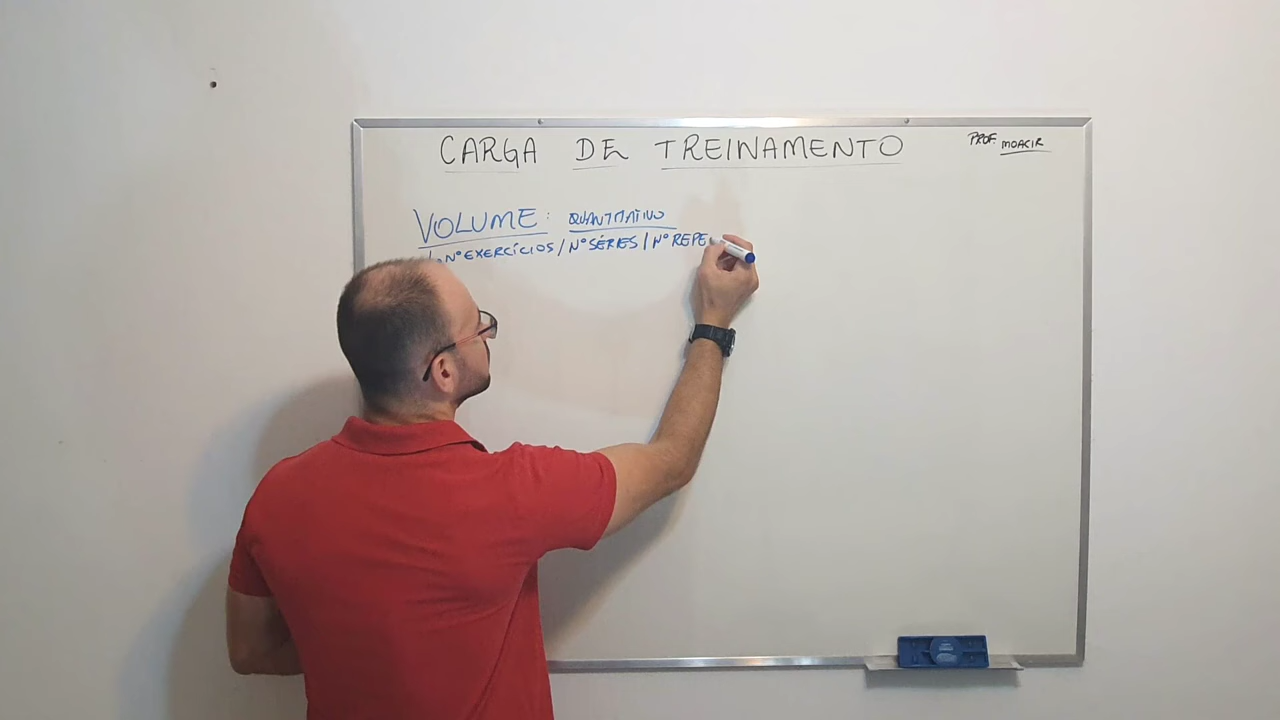 CARGA DE TREINAMENTO
PROF. MOACIR
VOLUME: QUANTITATIVO
Nº EXERCÍCIOS / Nº SÉRIES / Nº REPE